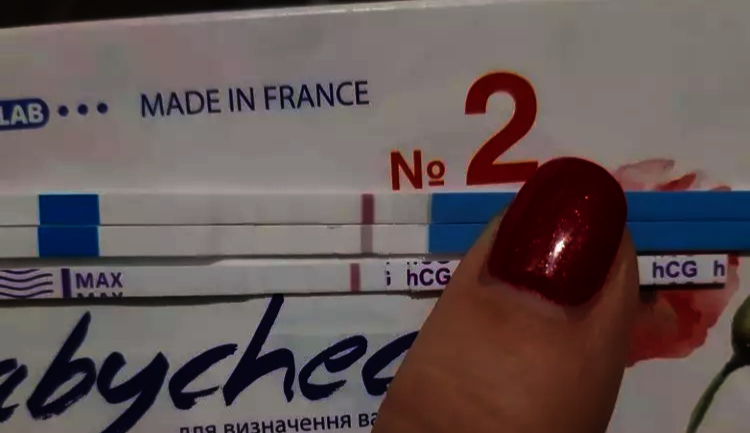 LAB
MADE IN FRANCE
№ 2
MAX
hCG
hCG h
abychec
для визначення ва